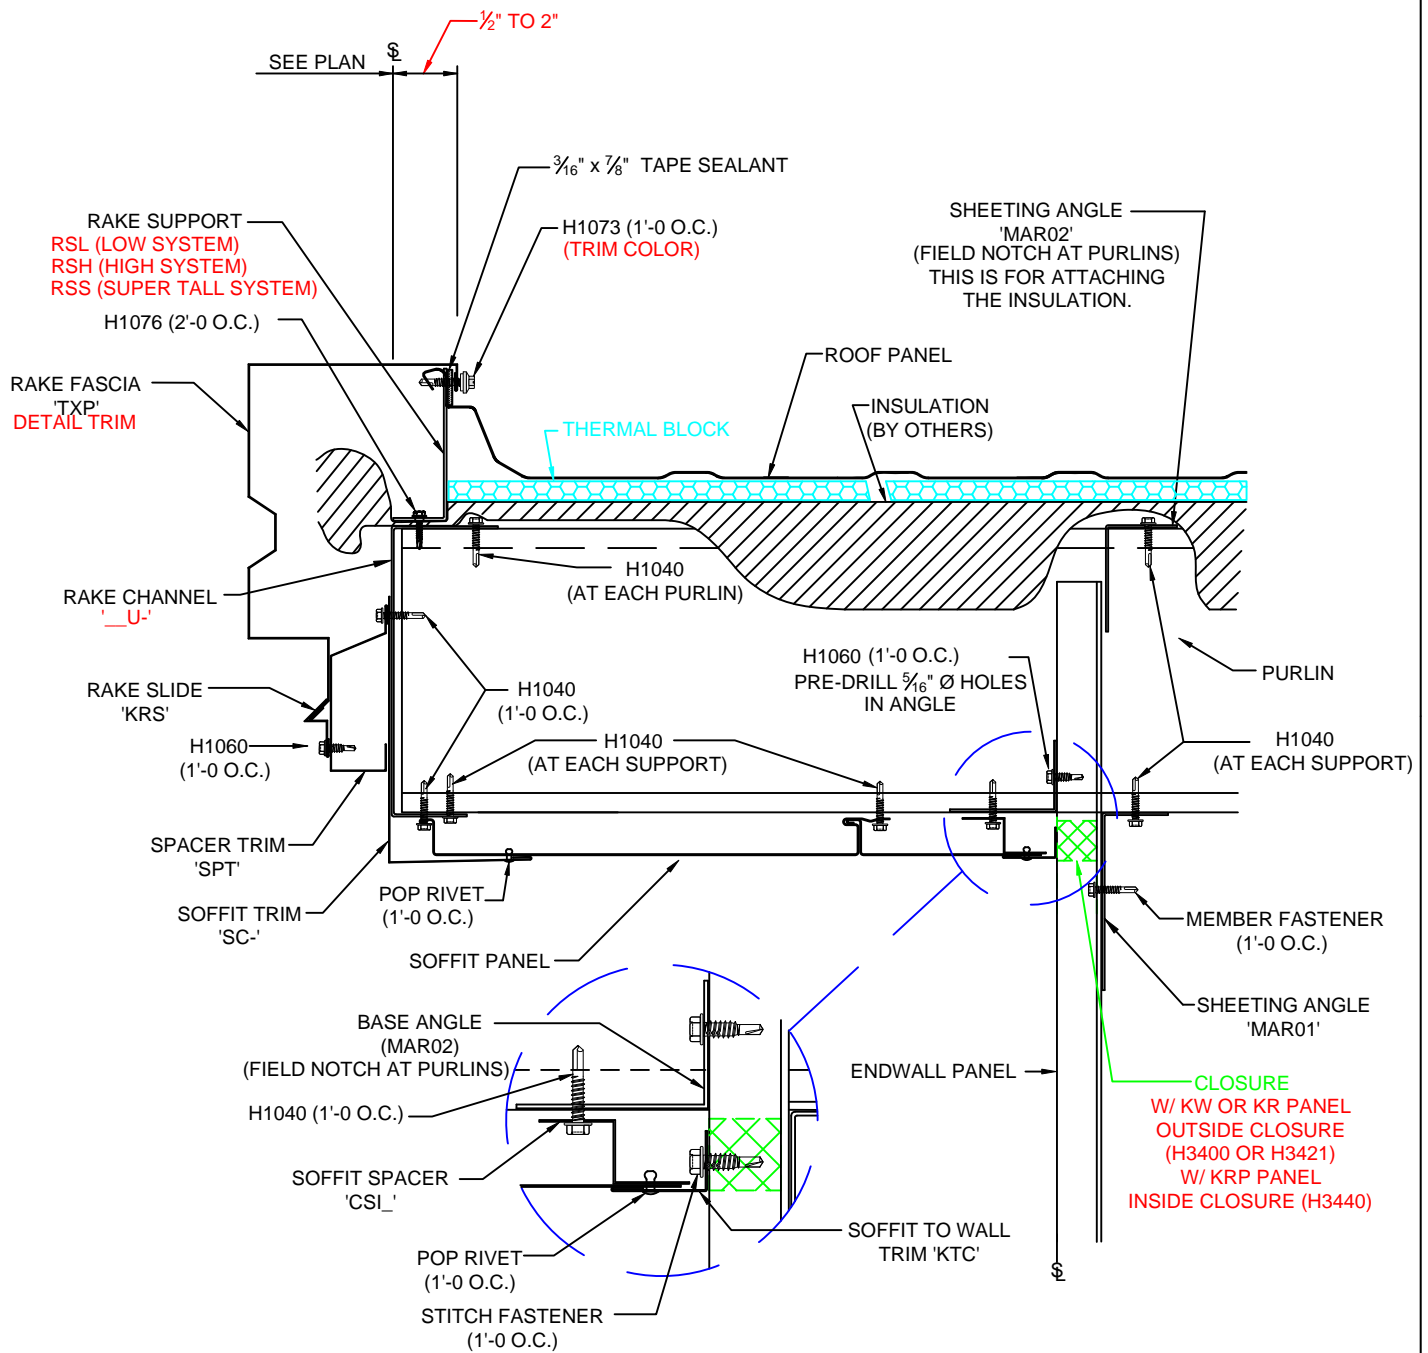 ½" TO 2"
SEE PLAN
3/16" x 7/8" TAPE SEALANT
RAKE SUPPORT
RSL (LOW SYSTEM)
RSH (HIGH SYSTEM)
RSS (SUPER TALL SYSTEM)
H1076 (2'-0 O.C.)
H1073 (1'-0 O.C.)
(TRIM COLOR)
SHEETING ANGLE
'MAR02'
(FIELD NOTCH AT PURLINS)
THIS IS FOR ATTACHING
THE INSULATION.
RAKE FASCIA
'TXP'
DETAIL TRIM
ROOF PANEL
THERMAL BLOCK
INSULATION
(BY OTHERS)
H1040
(AT EACH PURLIN)
RAKE CHANNEL
'__U-'
RAKE SLIDE
'KRS'
H1060
(1'-0 O.C.)
H1040
(1'-0 O.C.)
H1060 (1'-0 O.C.)
PRE-DRILL 5/16" Ø HOLES
IN ANGLE
PURLIN
H1040
(AT EACH SUPPORT)
H1040
(AT EACH SUPPORT)
SPACER TRIM
'SPT'
SOFFIT TRIM
'SC-'
POP RIVET
(1'-0 O.C.)
SOFFIT PANEL
MEMBER FASTENER
(1'-0 O.C.)
SHEETING ANGLE
'MAR01'
BASE ANGLE
(MAR02)
(FIELD NOTCH AT PURLINS)
H1040 (1'-0 O.C.)
ENDWALL PANEL
CLOSURE
W/ KW OR KR PANEL
OUTSIDE CLOSURE
(H3400 OR H3421)
W/ KRP PANEL
INSIDE CLOSURE (H3440)
SOFFIT SPACER
'CSI_'
SOFFIT TO WALL
TRIM 'KTC'
POP RIVET
(1'-0 O.C.)
STITCH FASTENER
(1'-0 O.C.)